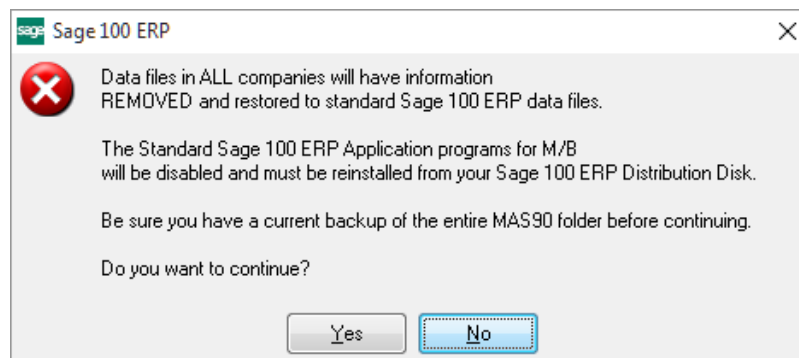 sage Sage 100 ERP
Data files in ALL companies will have information
REMOVED and restored to standard Sage 100 ERP data files.
The Standard Sage 100 ERP Application programs for M/B
will be disabled and must be reinstalled from your Sage 100 ERP Distribution Disk.
Be sure you have a current backup of the entire MAS90 folder before continuing.
Do you want to continue?
Yes No